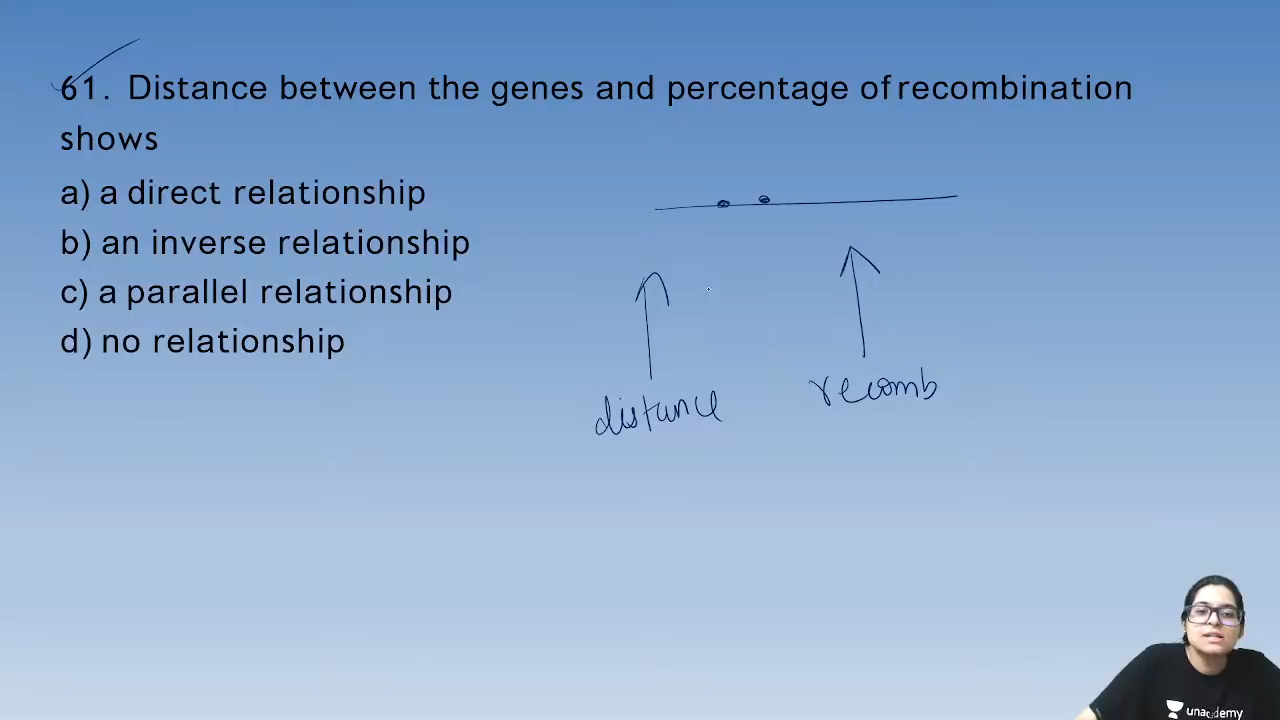 61. Distance between the genes and percentage of recombination
shows
a) a direct relationship
b) an inverse relationship
c) a parallel relationship
d) no relationship
distance
recomb
unacademy